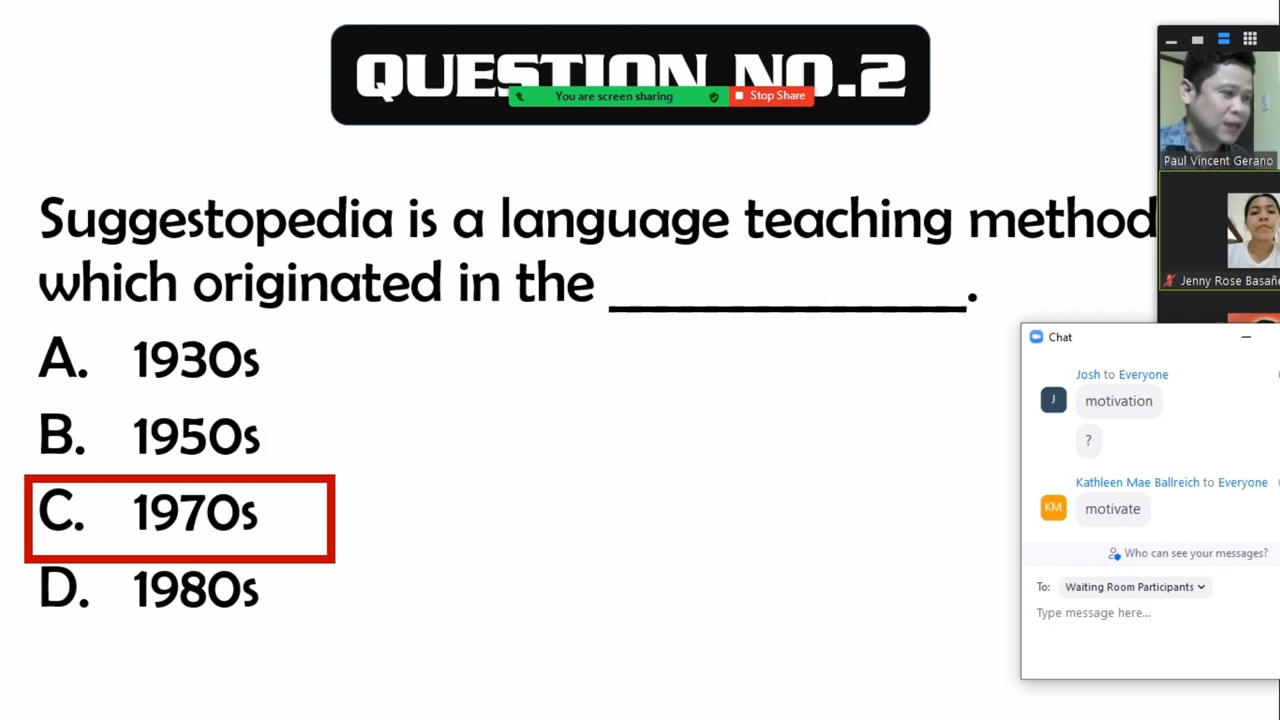 QUESTION NO.2
You are screen sharing
Stop Share
Paul Vincent Gerano
Suggestopedia is a language teaching method
which originated in the ____________.
Jenny Rose Basañe
A. 1930s
B. 1950s
C. 1970s
D. 1980s
Chat
Josh to Everyone
J
motivation
?
Kathleen Mae Ballreich to Everyone
KM
motivate
Who can see your messages?
To: Waiting Room Participants
Type message here...